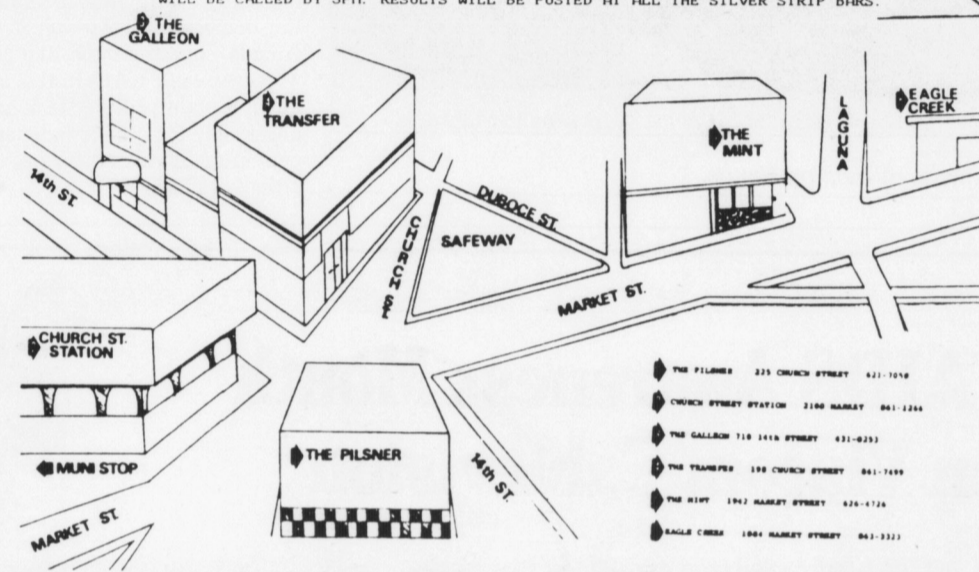 WILL BE CALLED BY 5PM. RESULTS WILL BE POSTED AT ALL THE SILVER STRIP BARS.
THE
GALLEON
THE
TRANSFER
THE
MINT
LAGUNA
EAGLE
CREEK
14th ST.
DUBOCE ST.
CHURCH ST.
SAFEWAY
MARKET ST.
CHURCH ST.
STATION
MUNI STOP
THE PILSNER
14th ST.
MARKET ST.
THE PILSNER 225 CHURCH STREET 621-7058
CHURCH STREET STATION 2100 MARKET 861-1266
THE GALLEON 718 14th STREET 431-0253
THE TRANSFER 198 CHURCH STREET 861-7499
THE MINT 1942 MARKET STREET 626-4726
EAGLE CREEK 1884 MARKET STREET 863-3323